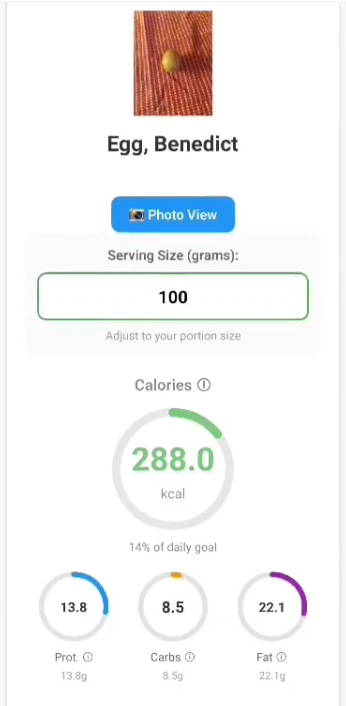 Egg, Benedict
📷 Photo View
Serving Size (grams):
100
Adjust to your portion size
Calories ⓘ
288.0
kcal
14% of daily goal
13.8
8.5
22.1
Prot. ⓘ
Carbs ⓘ
Fat ⓘ
13.8g
8.5g
22.1g